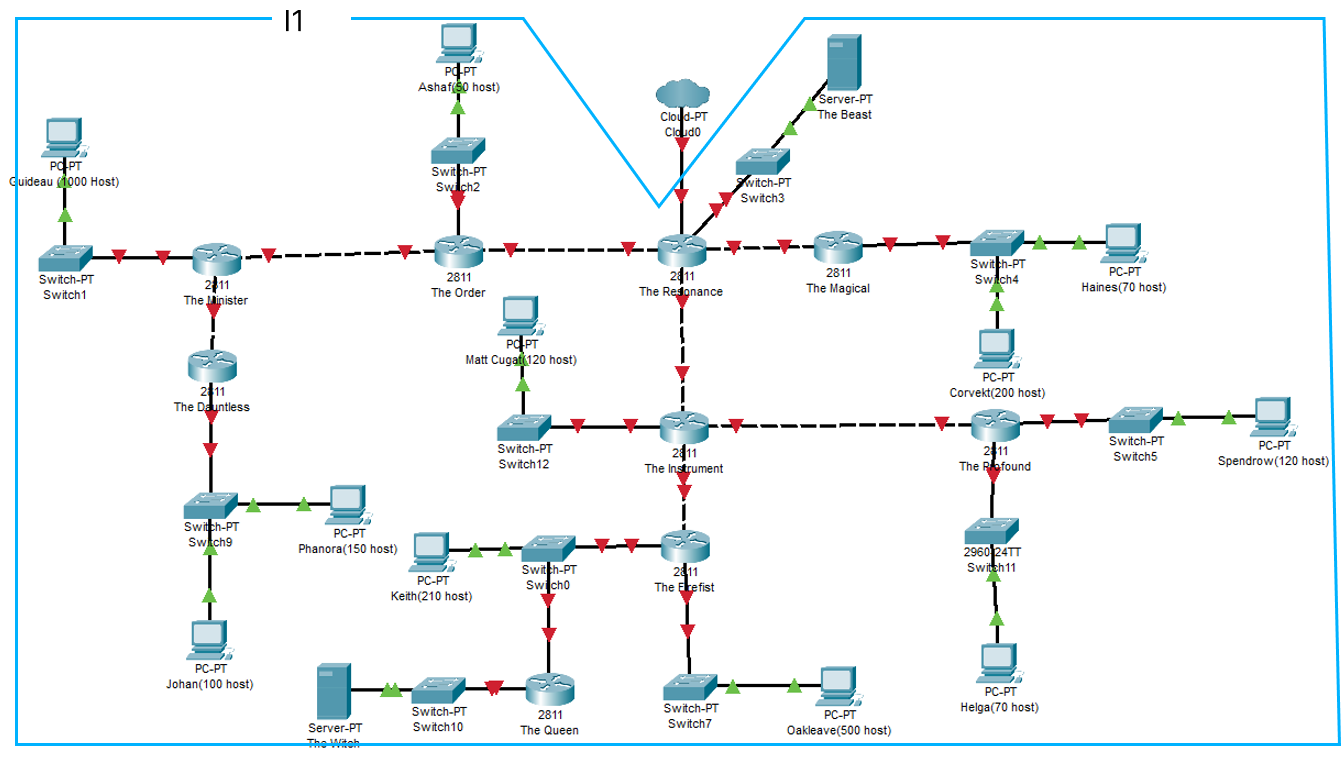 I1
PC-PT
Ashaf(50 host)
Cloud-PT
Cloud0
Server-PT
The Beast
PC-PT
Guideau (1000 Host)
Switch-PT
Switch2
Switch-PT
Switch3
Switch-PT
Switch1
2811
The Minister
2811
The Order
2811
The Resonance
2811
The Magical
Switch-PT
Switch4
PC-PT
Haines(70 host)
PC-PT
Matt Cugat(120 host)
PC-PT
Corvekt(200 host)
2811
The Dauntless
Switch-PT
Switch12
2811
The Instrument
2811
The Profound
Switch-PT
Switch5
PC-PT
Spendrow(120 host)
Switch-PT
Switch9
PC-PT
Phanora(150 host)
PC-PT
Keith(210 host)
Switch-PT
Switch0
2811
The Firefist
2960-24TT
Switch11
PC-PT
Johan(100 host)
Server-PT
The Witch
Switch-PT
Switch10
2811
The Queen
Switch-PT
Switch7
PC-PT
Oakleave(500 host)
PC-PT
Helga(70 host)